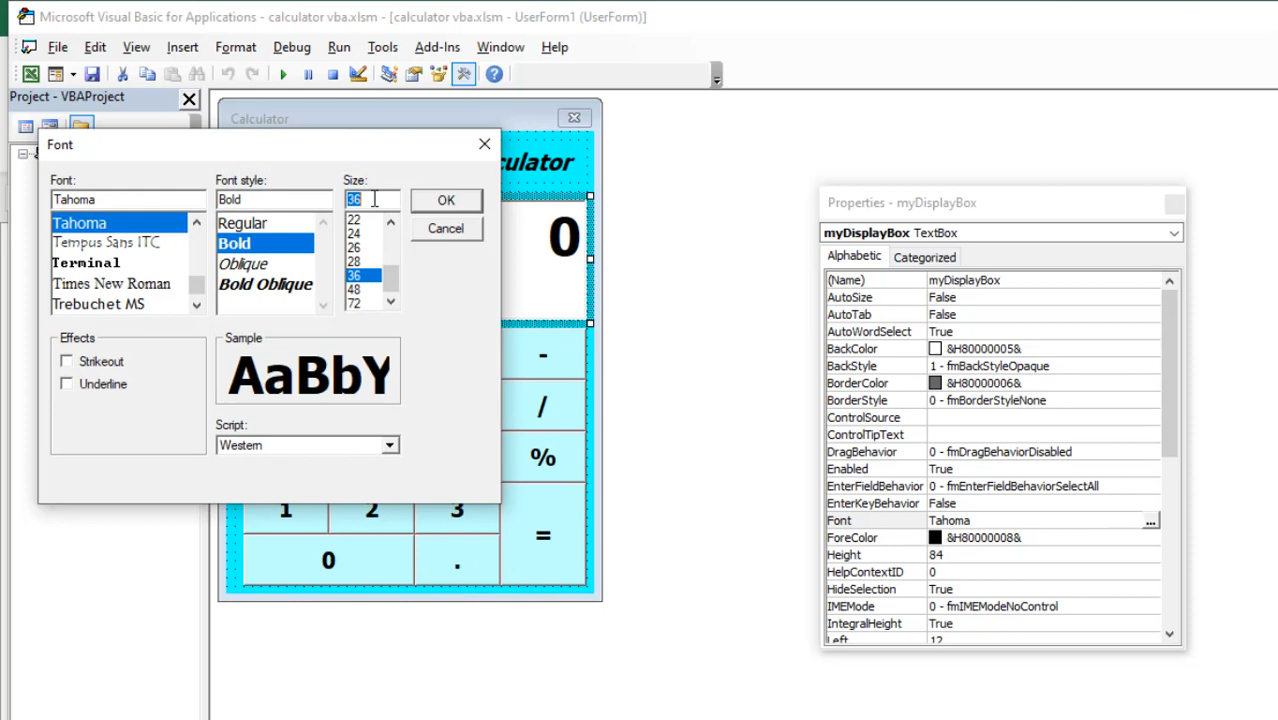 Microsoft Visual Basic for Applications - calculator vba.xlsm - [calculator vba.xlsm - UserForm1 (UserForm)]
File Edit View Insert Format Debug Run Tools Add-Ins Window Help
Project - VBAProject
Calculator
culator
0
-
/
%
1 2 3
=
0 .
Font
Font: Font style: Size:
Tahoma Bold 36 OK
Cancel
Tahoma Regular 22
Tempus Sans ITC Bold 24
Terminal Oblique 26
Times New Roman Bold Oblique 28
Trebuchet MS 36
48
72
Effects
Strikeout
Underline
Sample
AaBbY
Script:
Western
Properties - myDisplayBox
myDisplayBox TextBox
Alphabetic Categorized
(Name) myDisplayBox
AutoSize False
AutoTab False
AutoWordSelect True
BackColor &H80000005&
BackStyle 1 - fmBackStyleOpaque
BorderColor &H80000006&
BorderStyle 0 - fmBorderStyleNone
ControlSource
ControlTipText
DragBehavior 0 - fmDragBehaviorDisabled
Enabled True
EnterFieldBehavior 0 - fmEnterFieldBehaviorSelectAll
EnterKeyBehavior False
Font Tahoma ...
ForeColor &H80000008&
Height 84
HelpContextID 0
HideSelection True
IMEMode 0 - fmIMEModeNoControl
IntegralHeight True
Left 12